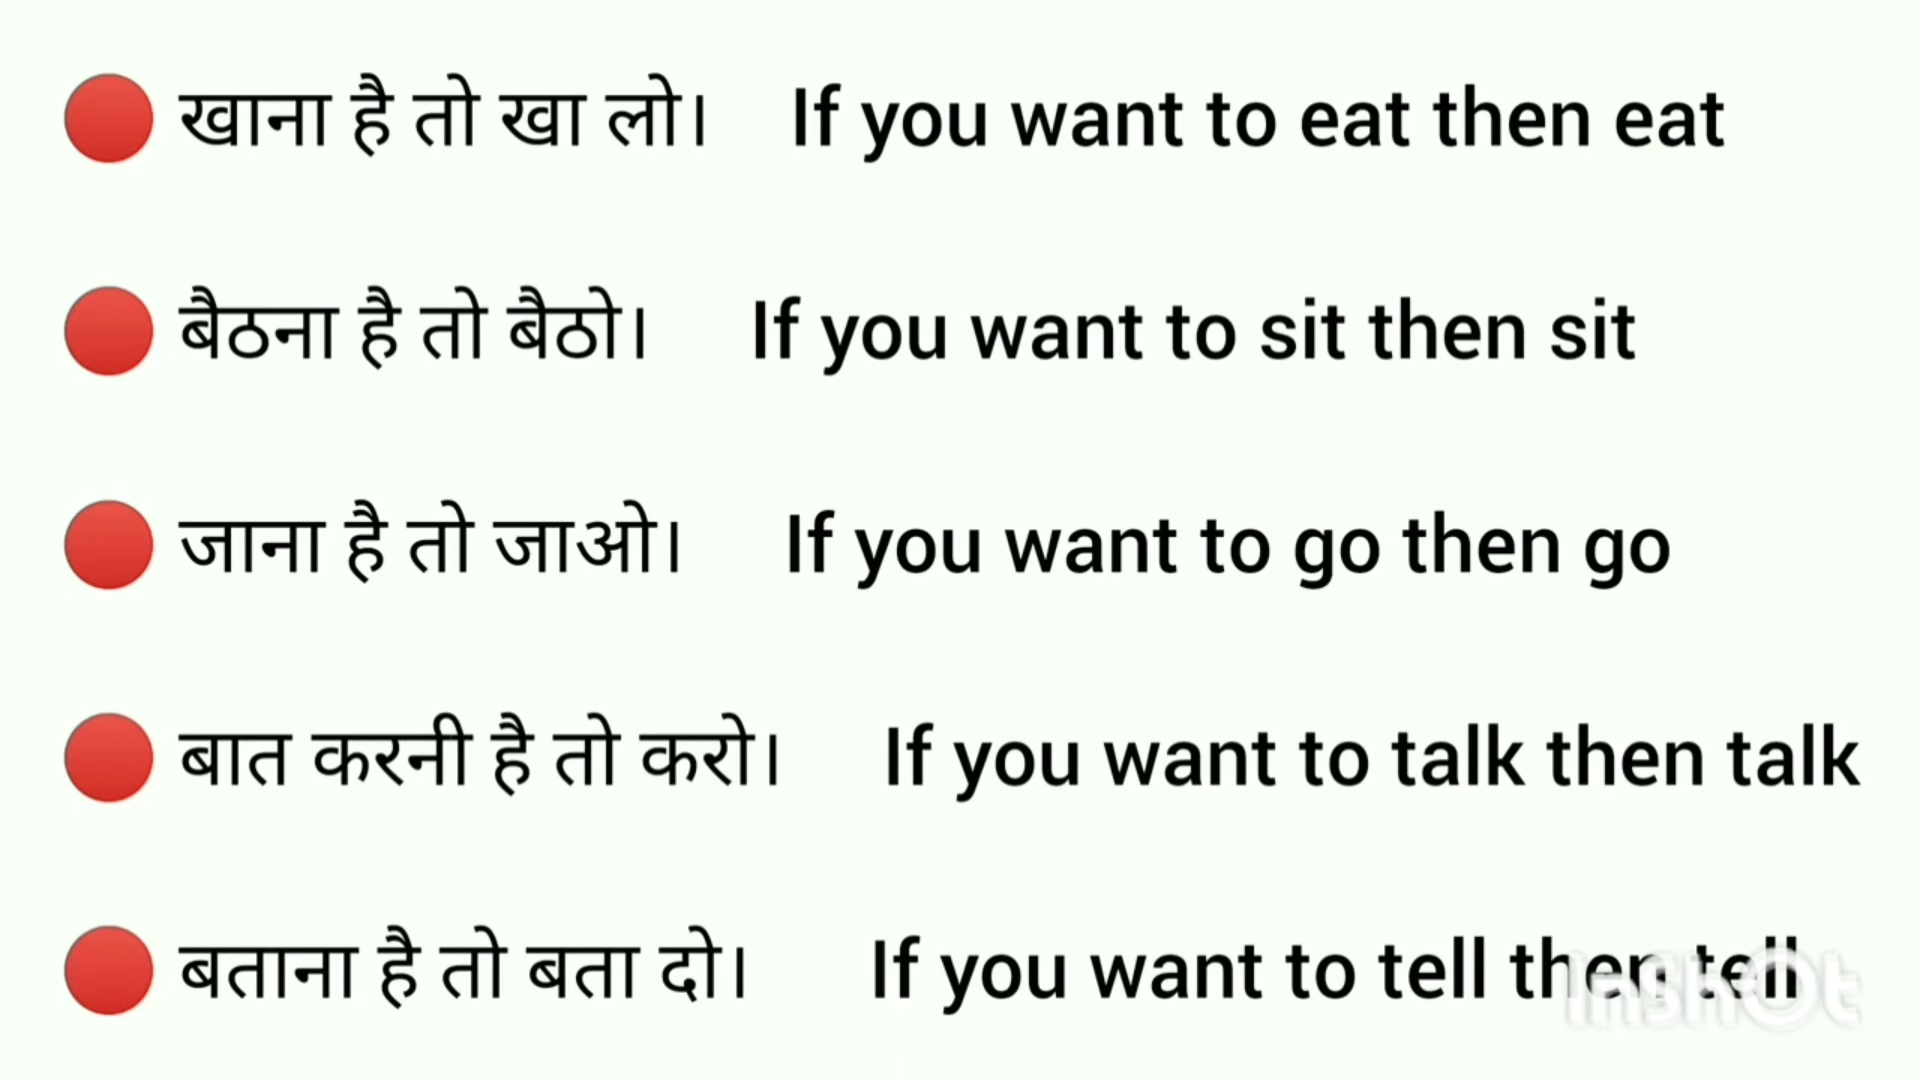 खाना है तो खा लो। If you want to eat then eat
बैठना है तो बैठो। If you want to sit then sit
जाना है तो जाओ। If you want to go then go
बात करनी है तो करो। If you want to talk then talk
बताना है तो बता दो। If you want to tell then tell
InShOt